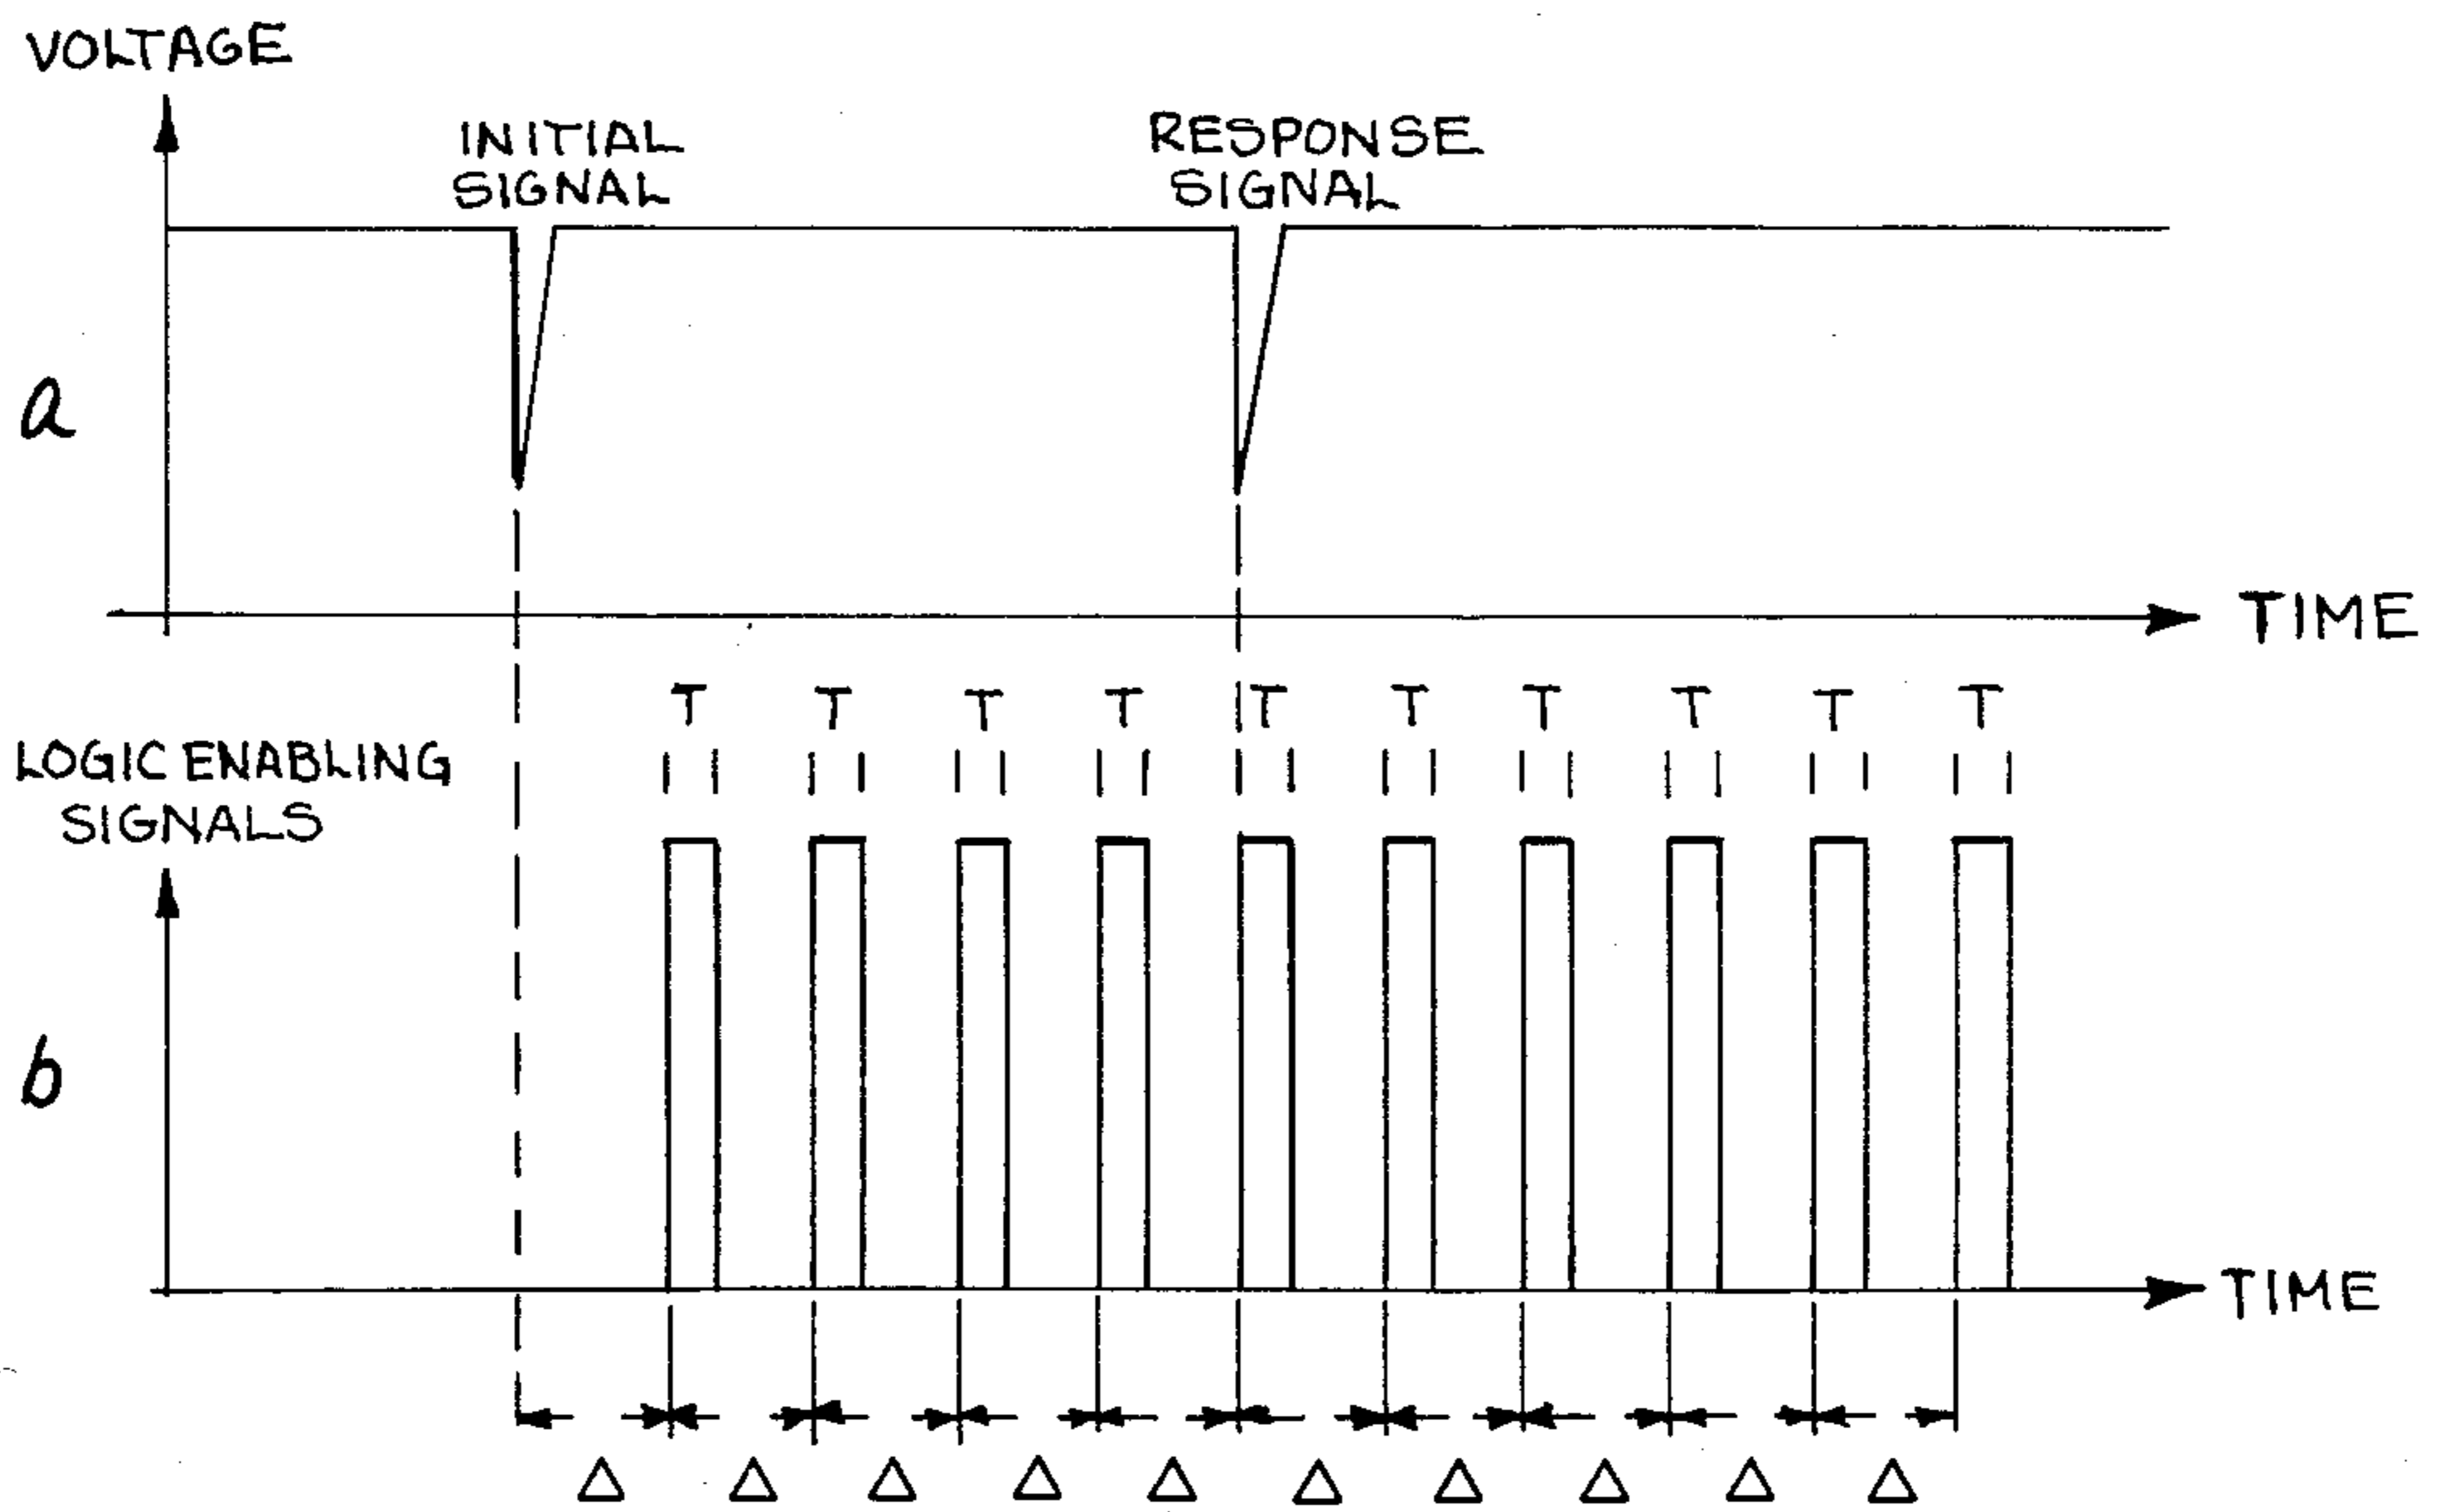 VOLTAGE
INITIAL
SIGNAL
RESPONSE
SIGNAL
a
TIME
T T T T T T T T T T
LOGIC ENABLING
SIGNALS
b
TIME
Δ Δ Δ Δ Δ Δ Δ Δ Δ Δ